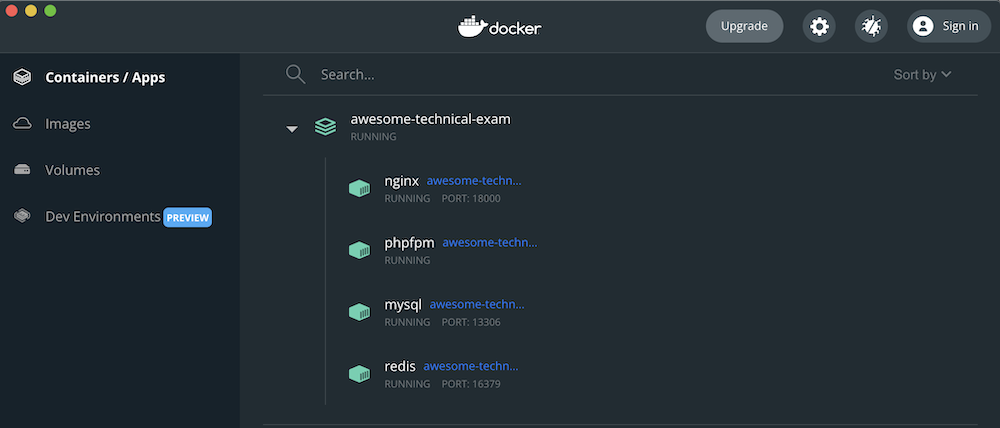 docker
Upgrade
Sign in
Containers / Apps
Images
Volumes
Dev Environments PREVIEW
Search...
Sort by
awesome-technical-exam
RUNNING
nginx awesome-techn...
RUNNING PORT: 18000
phpfpm awesome-techn...
RUNNING
mysql awesome-techn...
RUNNING PORT: 13306
redis awesome-techn...
RUNNING PORT: 16379